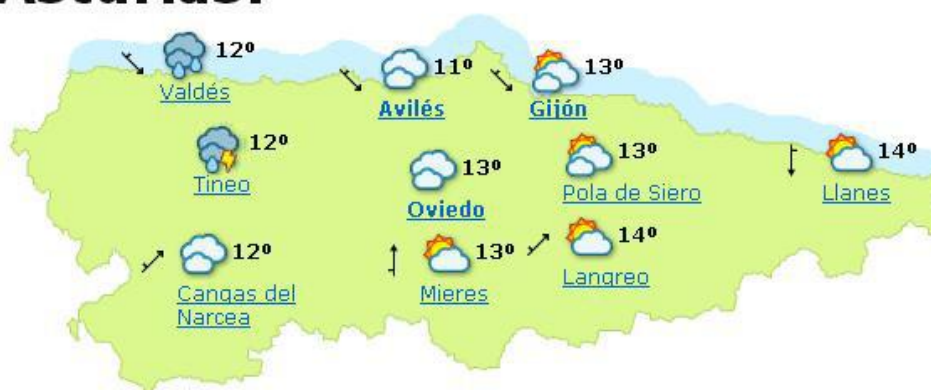 Asturias.
12º
Valdés
11º
Avilés
13º
Gijón
12º
Tineo
13º
Oviedo
13º
Pola de Siero
14º
Llanes
12º
Cangas del
Narcea
13º
Mieres
14º
Langreo